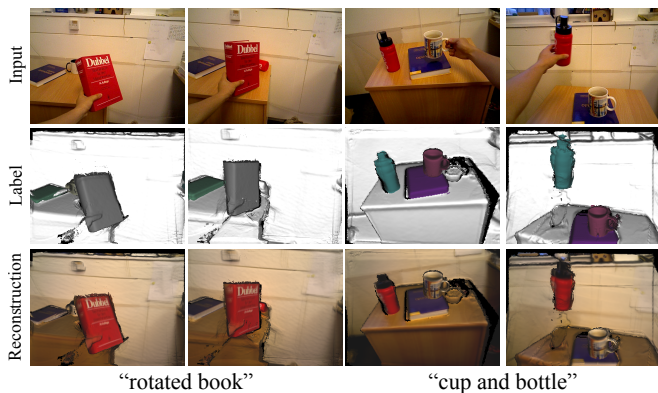 Input
Dubbel
Dubbel
Label
Reconstruction
Dubbel
Dubbel
“rotated book”
“cup and bottle”